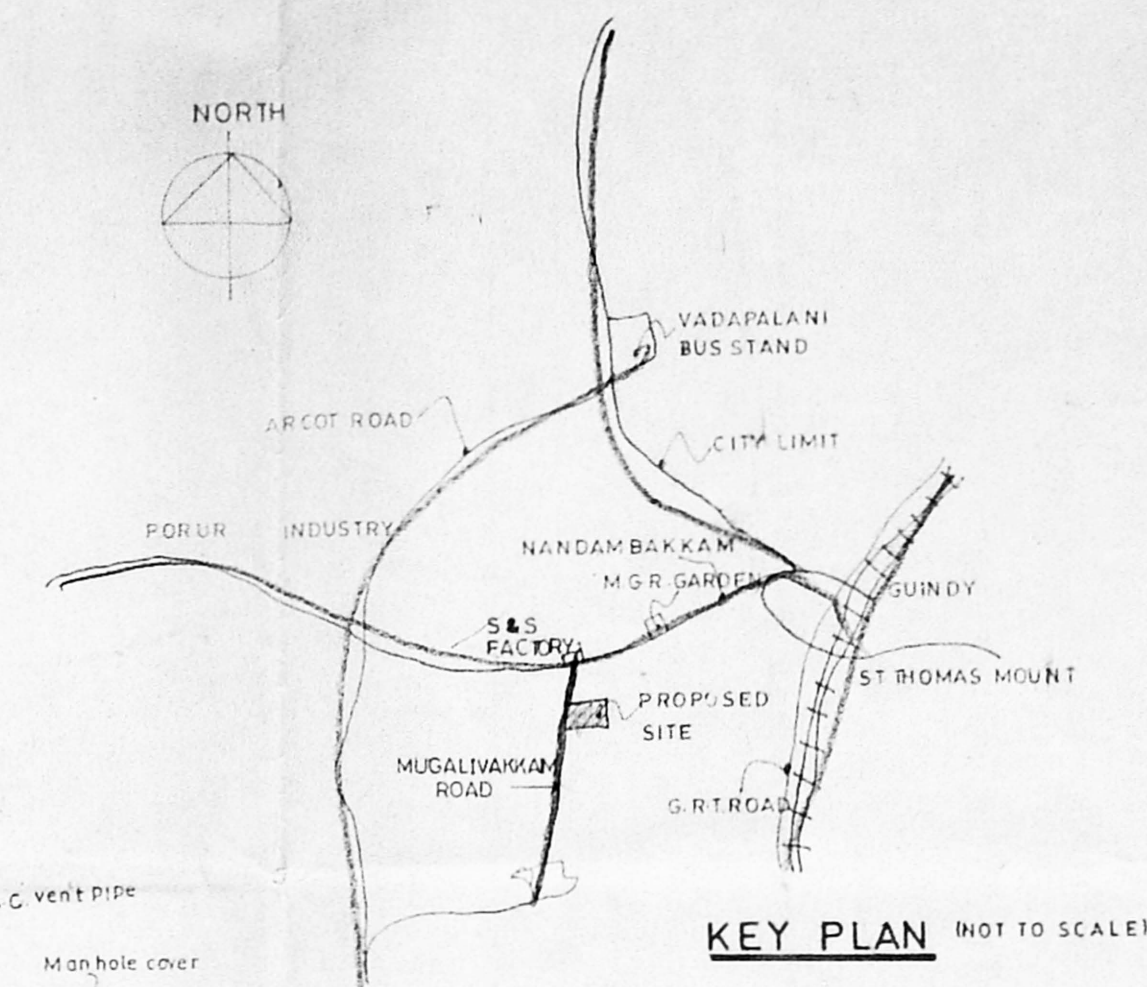 NORTH
VADAPALANI
BUS STAND
ARCOT ROAD
CITY LIMIT
PORUR INDUSTRY
NANDAMBAKKAM
M.G.R. GARDEN
GUINDY
S & S
FACTORY
ST THOMAS MOUNT
PROPOSED
SITE
MUGALIVAKKAM
ROAD
G.R.T. ROAD
C. vent pipe
KEY PLAN (NOT TO SCALE)
Manhole cover